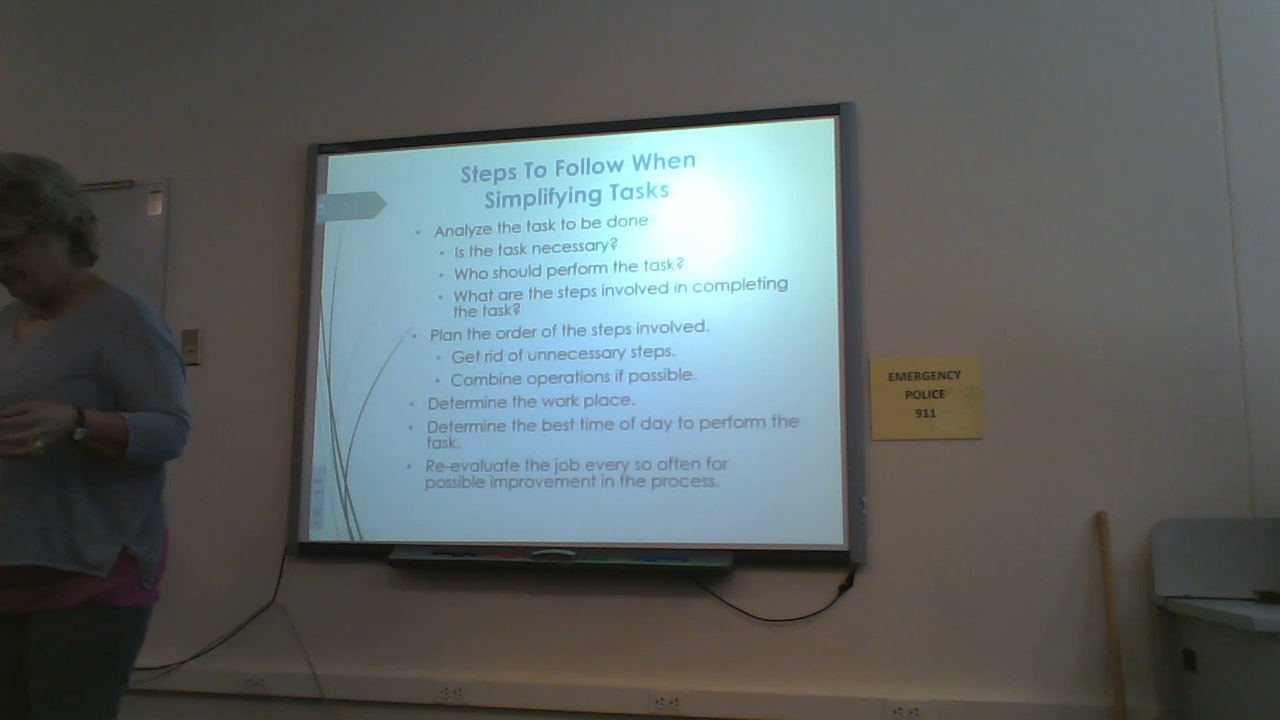 Steps To Follow When
Simplifying Tasks
Analyze the task to be done
Is the task necessary?
Who should perform the task?
What are the steps involved in completing
the task?
Plan the order of the steps involved.
Get rid of unnecessary steps.
Combine operations if possible.
Determine the work place.
Determine the best time of day to perform the
task.
Re-evaluate the job every so often for
possible improvement in the process.
EMERGENCY
POLICE
911